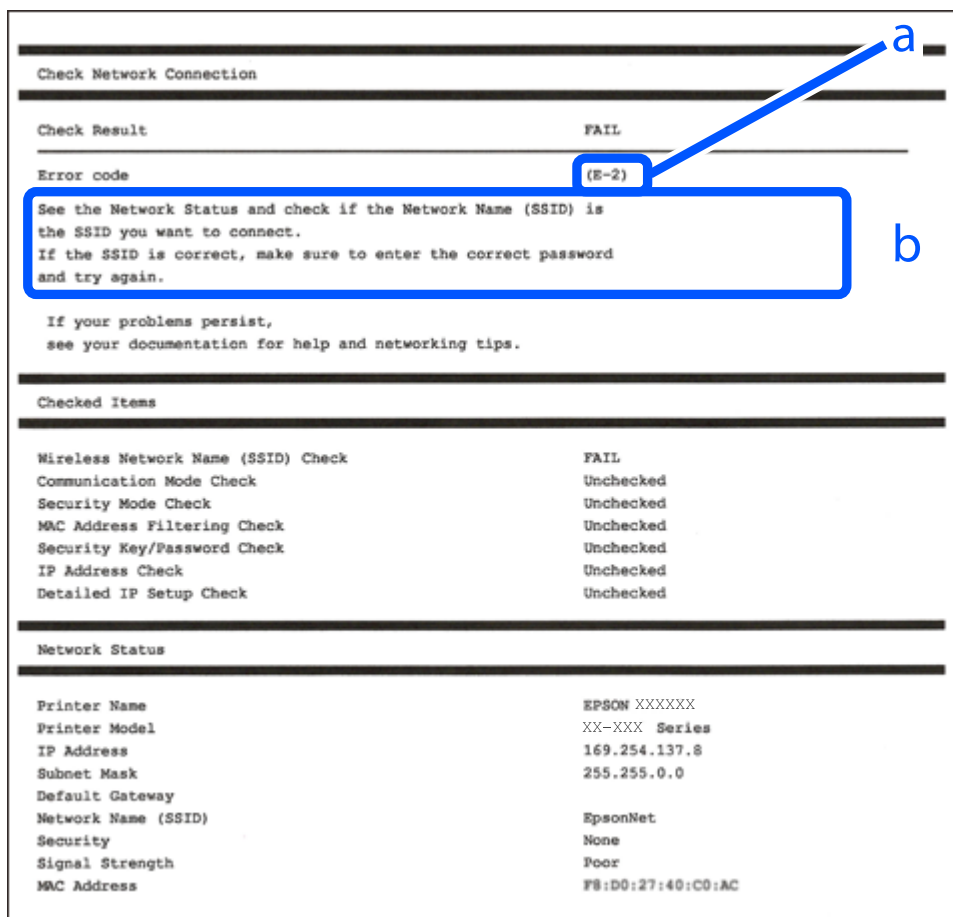 a
Check Network Connection
Check Result FAIL
Error code (E-2)
See the Network Status and check if the Network Name (SSID) is
the SSID you want to connect.
If the SSID is correct, make sure to enter the correct password
and try again.
b
If your problems persist,
see your documentation for help and networking tips.
Checked Items
Wireless Network Name (SSID) Check FAIL
Communication Mode Check Unchecked
Security Mode Check Unchecked
MAC Address Filtering Check Unchecked
Security Key/Password Check Unchecked
IP Address Check Unchecked
Detailed IP Setup Check Unchecked
Network Status
Printer Name EPSON XXXXXX
Printer Model XX-XXX Series
IP Address 169.254.137.8
Subnet Mask 255.255.0.0
Default Gateway
Network Name (SSID) EpsonNet
Security None
Signal Strength Poor
MAC Address F8:D0:27:40:C0:AC